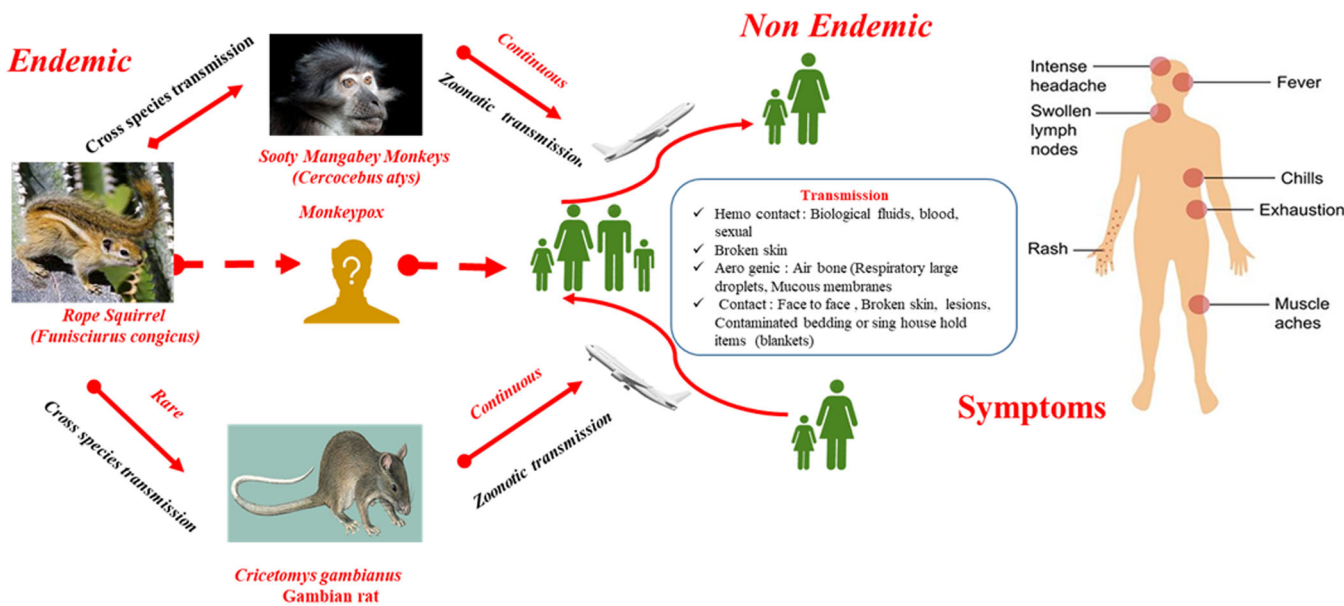 Endemic
Non Endemic
Cross species transmission
Continuous
Zoonotic transmission
Sooty Mangabey Monkeys
(Cercocebus atys)
Monkeypox
?
Rope Squirrel
(Funisciurus congicus)
Rare
Cross species transmission
Continuous
Zoonotic transmission
Cricetomys gambianus
Gambian rat
Transmission
✓ Hemo contact : Biological fluids, blood,
sexual
✓ Broken skin
✓ Aero genic : Air bone (Respiratory large
droplets, Mucous membranes
✓ Contact : Face to face , Broken skin, lesions,
Contaminated bedding or sing house hold
items (blankets)
Intense
headache
Fever
Swollen
lymph
nodes
Chills
Exhaustion
Rash
Muscle
aches
Symptoms